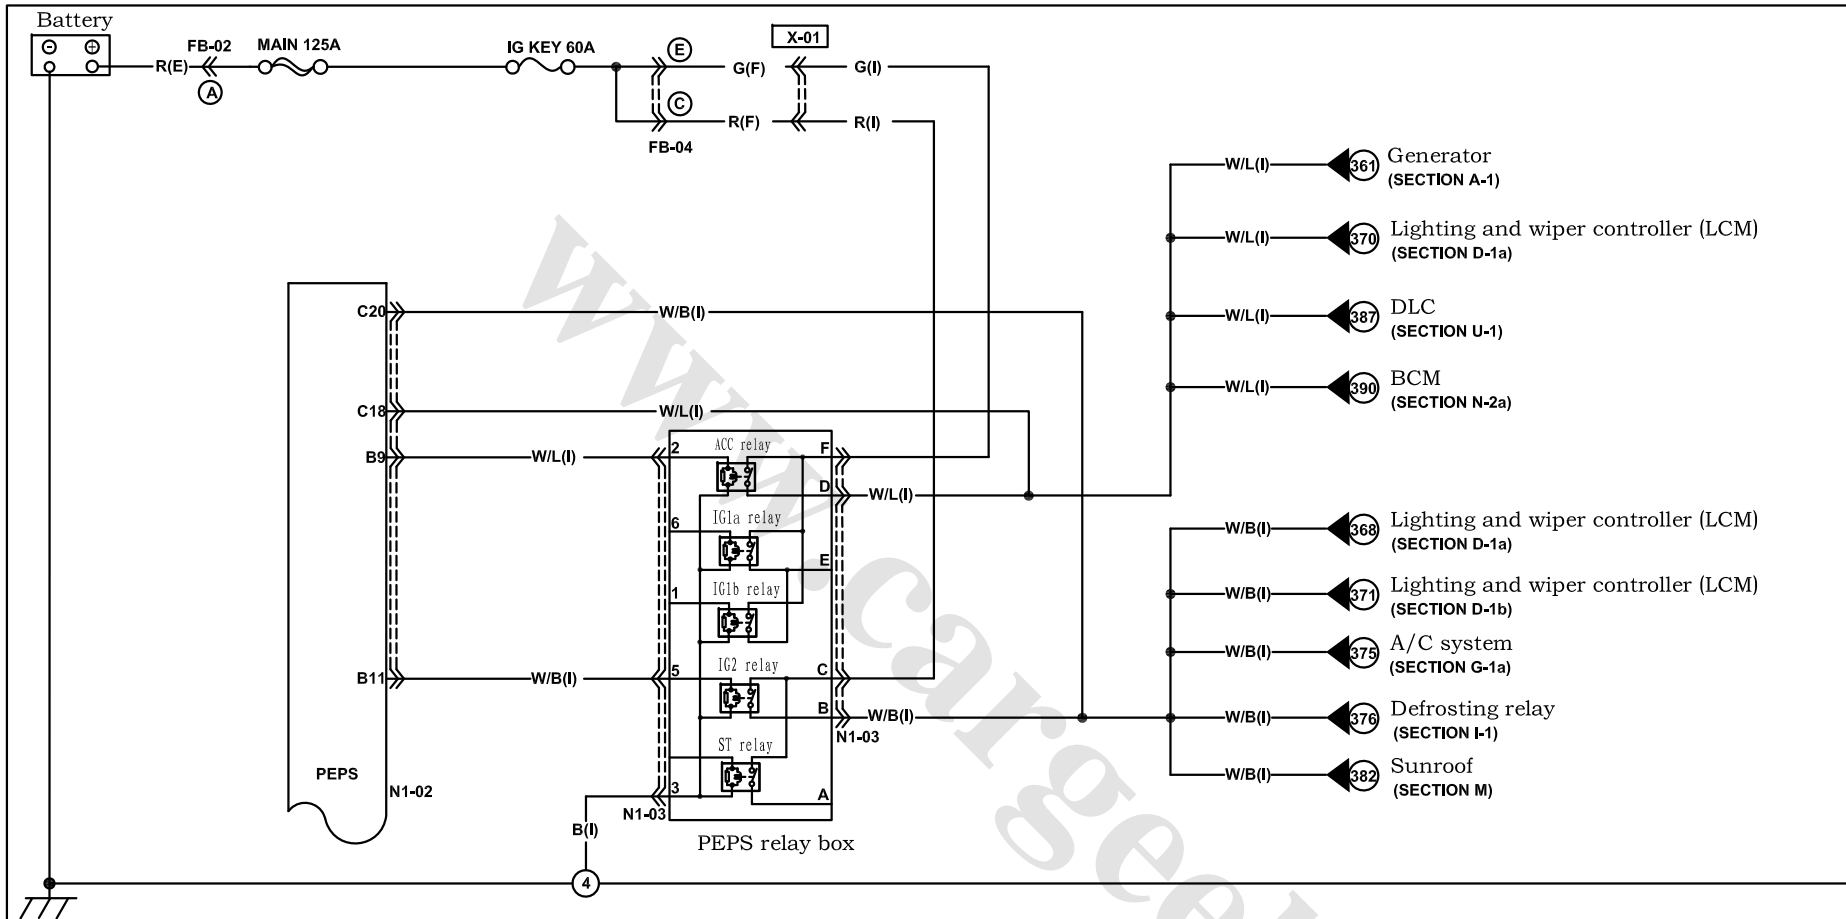 Battery
FB-02
MAIN 125A
IG KEY 60A
E
X-01
R(E)
A
G(F)
G(I)
C
R(F)
R(I)
FB-04
W/L(I)
361
Generator
(SECTION A-1)
W/L(I)
370
Lighting and wiper controller (LCM)
(SECTION D-1a)
W/L(I)
387
DLC
(SECTION U-1)
W/L(I)
390
BCM
(SECTION N-2a)
C20
W/B(I)
C18
W/L(I)
B9
W/L(I)
2
ACC relay
F
D
W/L(I)
6
IG1a relay
E
1
IG1b relay
B11
W/B(I)
5
IG2 relay
C
B
W/B(I)
N1-03
ST relay
3
A
N1-03
PEPS
N1-02
B(I)
PEPS relay box
4
W/B(I)
368
Lighting and wiper controller (LCM)
(SECTION D-1a)
W/B(I)
371
Lighting and wiper controller (LCM)
(SECTION D-1b)
W/B(I)
375
A/C system
(SECTION G-1a)
W/B(I)
376
Defrosting relay
(SECTION I-1)
W/B(I)
382
Sunroof
(SECTION M)
www.cargeek